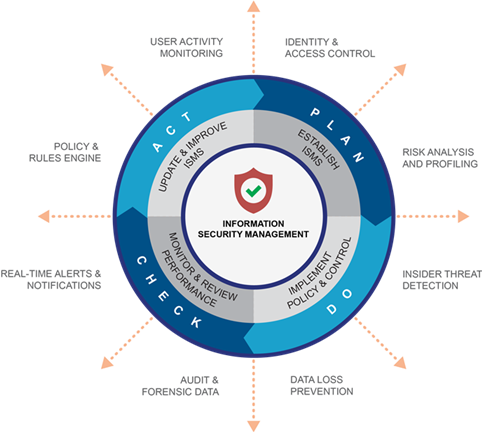 USER ACTIVITY
MONITORING
IDENTITY &
ACCESS CONTROL
POLICY &
RULES ENGINE
RISK ANALYSIS
AND PROFILING
ACT
PLAN
UPDATE & IMPROVE
ISMS
ESTABLISH
ISMS
INFORMATION
SECURITY MANAGEMENT
MONITOR & REVIEW
PERFORMANCE
IMPLEMENT
POLICY & CONTROL
CHECK
DO
REAL-TIME ALERTS &
NOTIFICATIONS
INSIDER THREAT
DETECTION
AUDIT &
FORENSIC DATA
DATA LOSS
PREVENTION